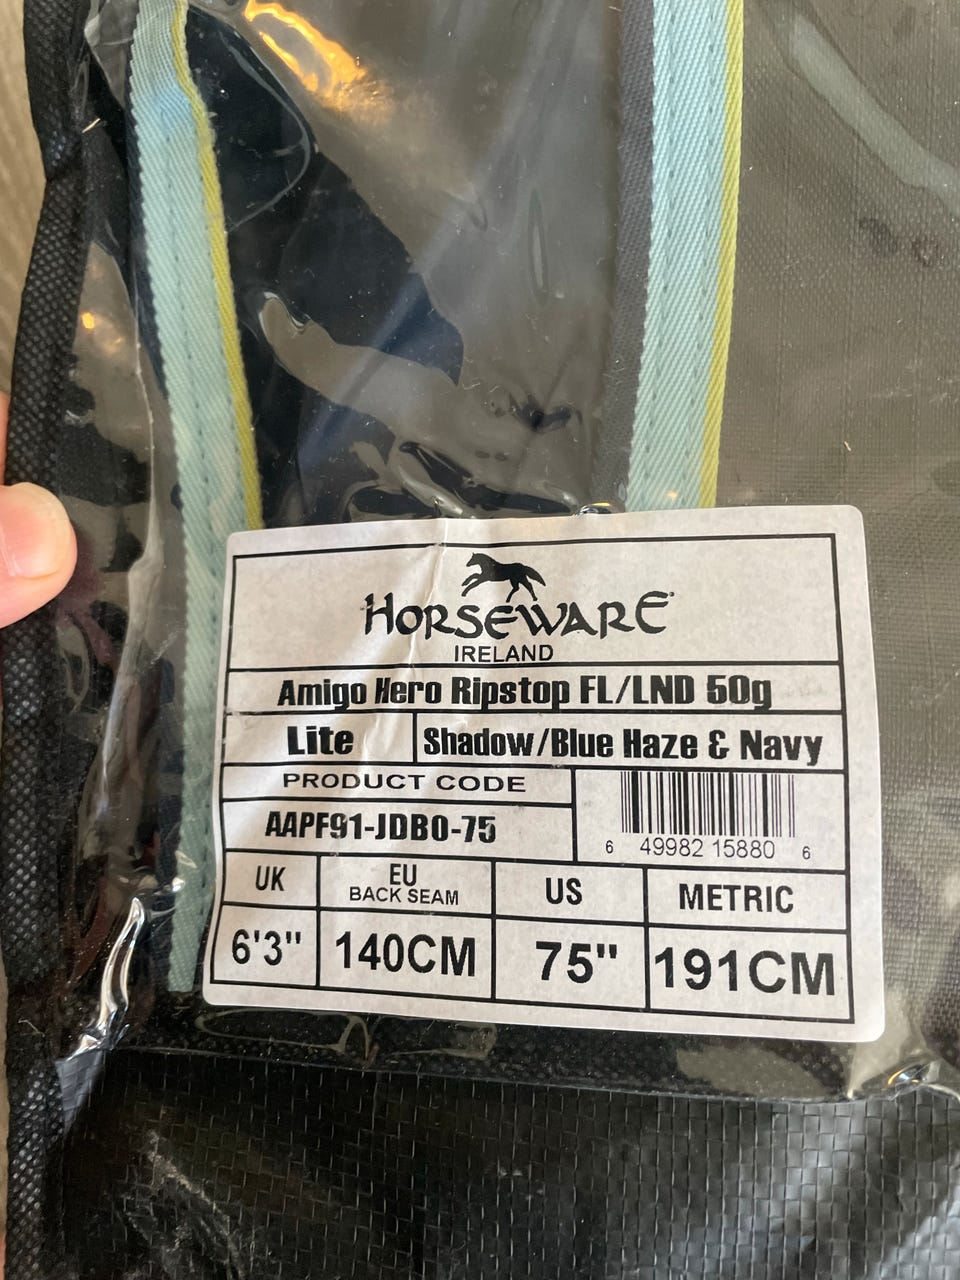 HORSEWARE
IRELAND
Amigo Hero Ripstop FL/LND 50g
Lite Shadow/Blue Haze & Navy
PRODUCT CODE
AAPF91-JDB0-75
6 49982 15880 6
UK EU BACK SEAM US METRIC
6'3" 140CM 75" 191CM